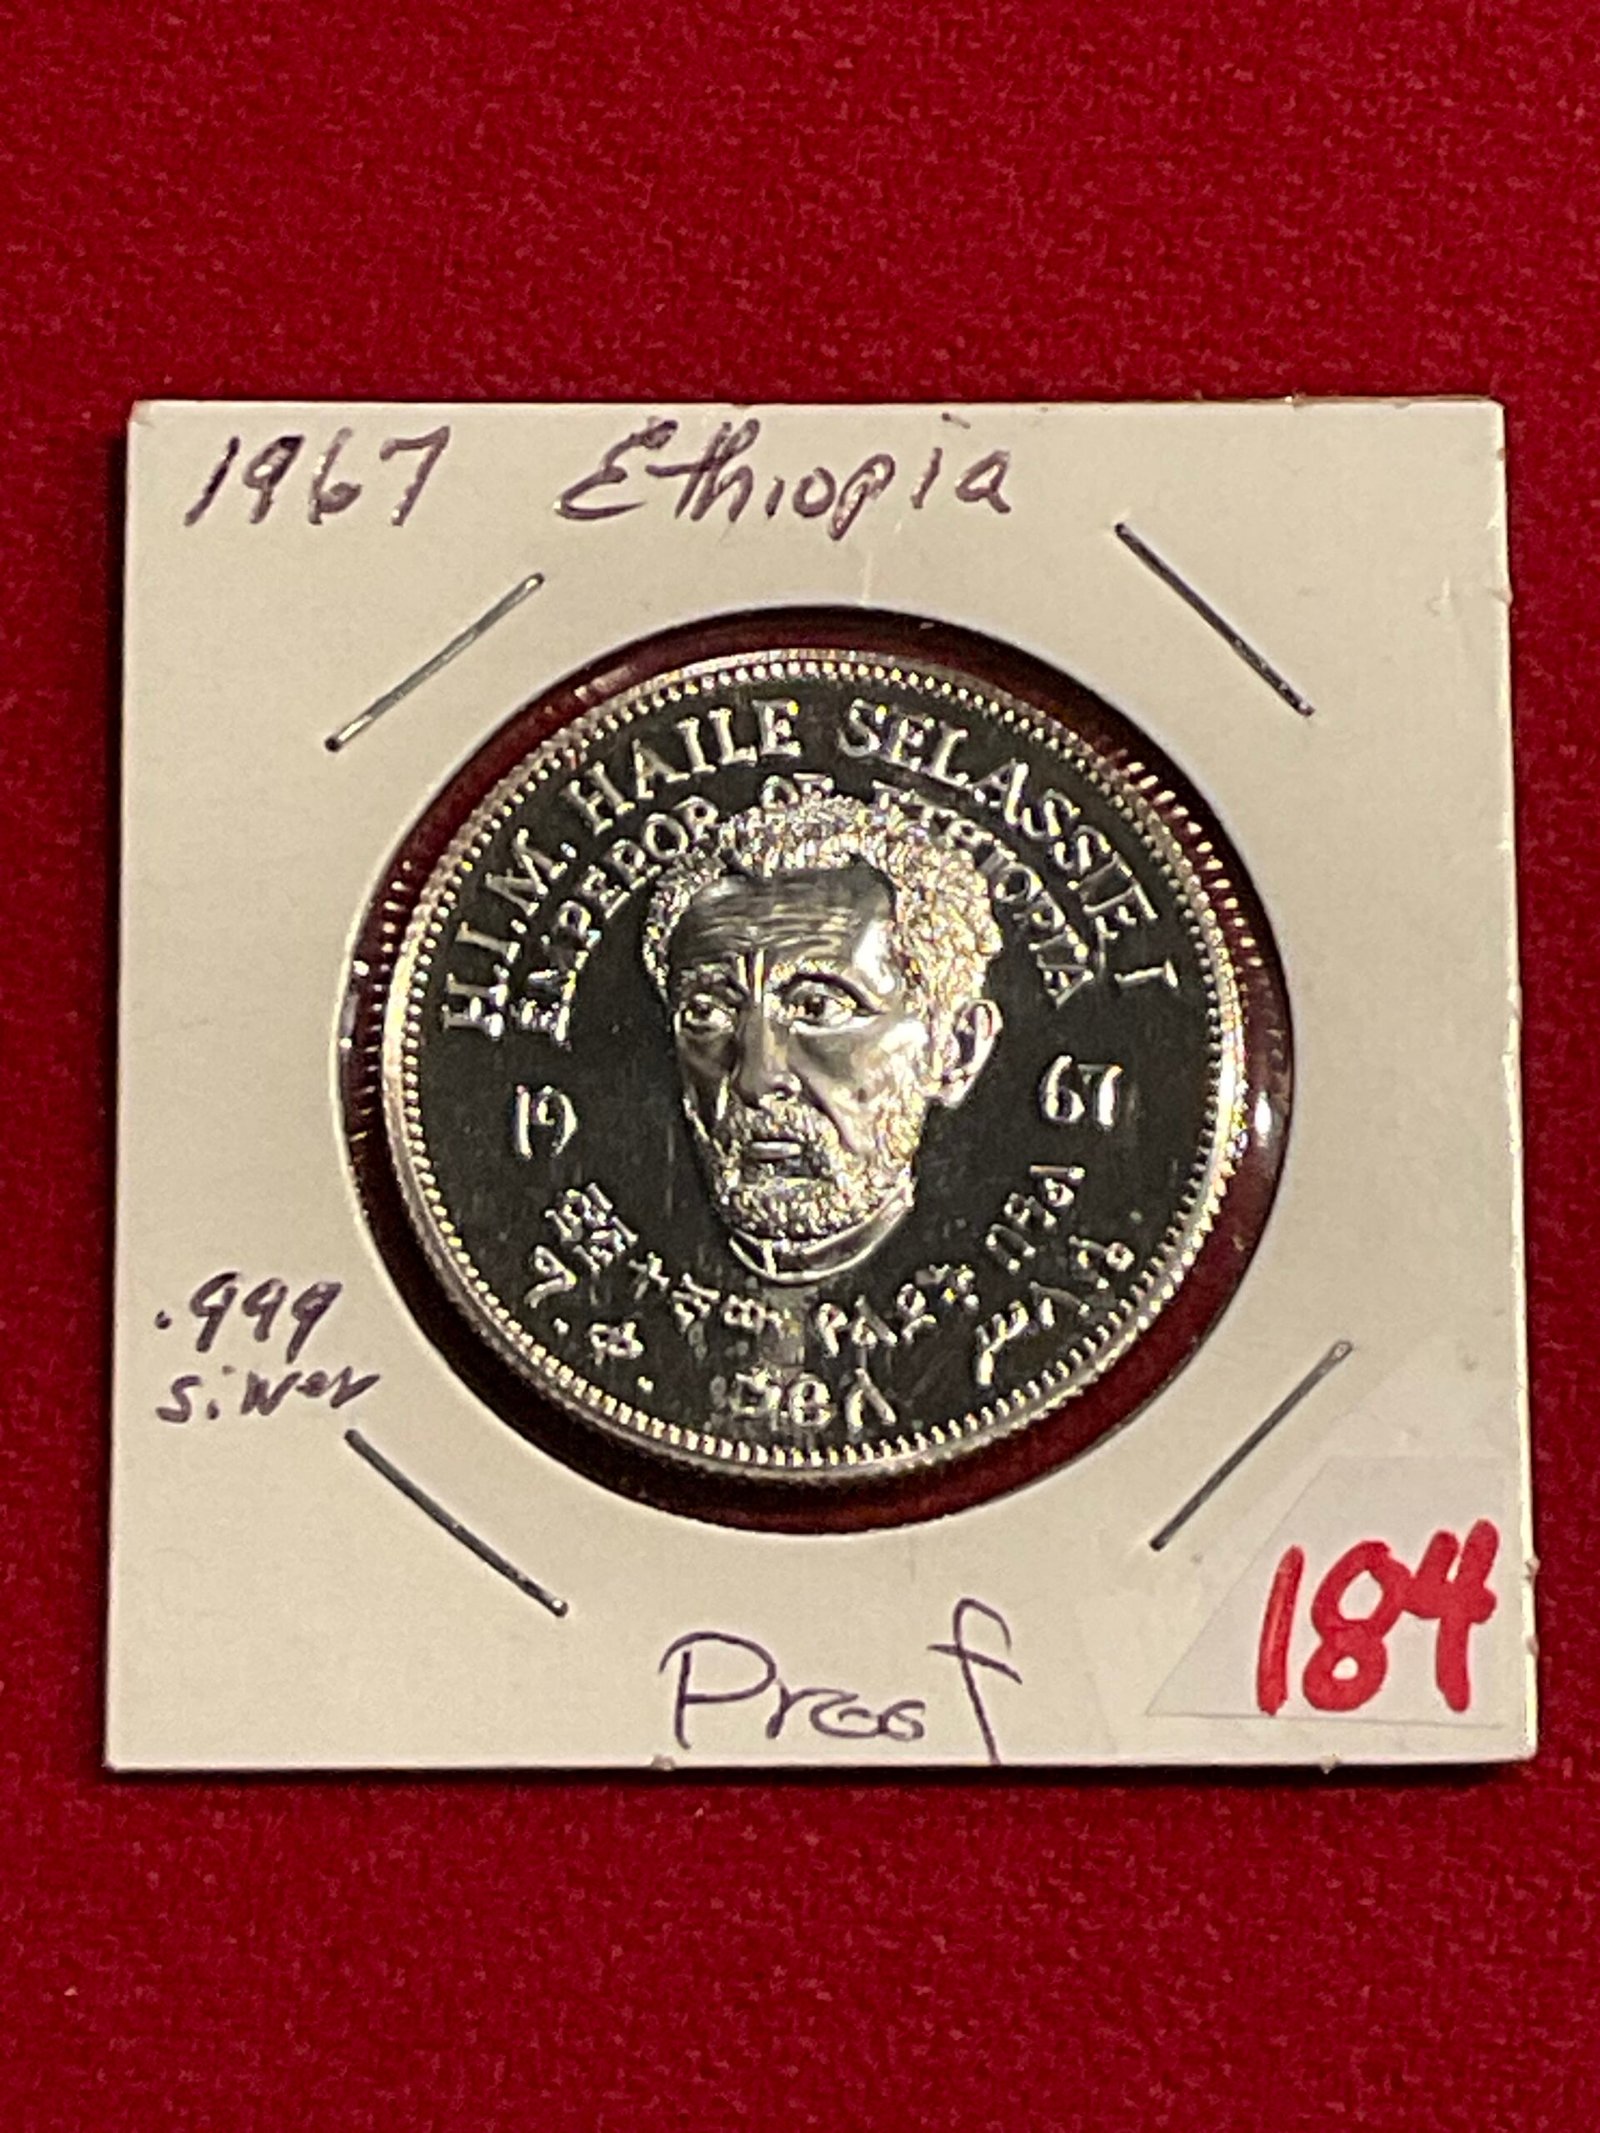 1967 Ethiopia
H.I.M. HAILE SELASSIE I
EMPEROR OF ETHIOPIA
19 67
.999
silver
Proof
184